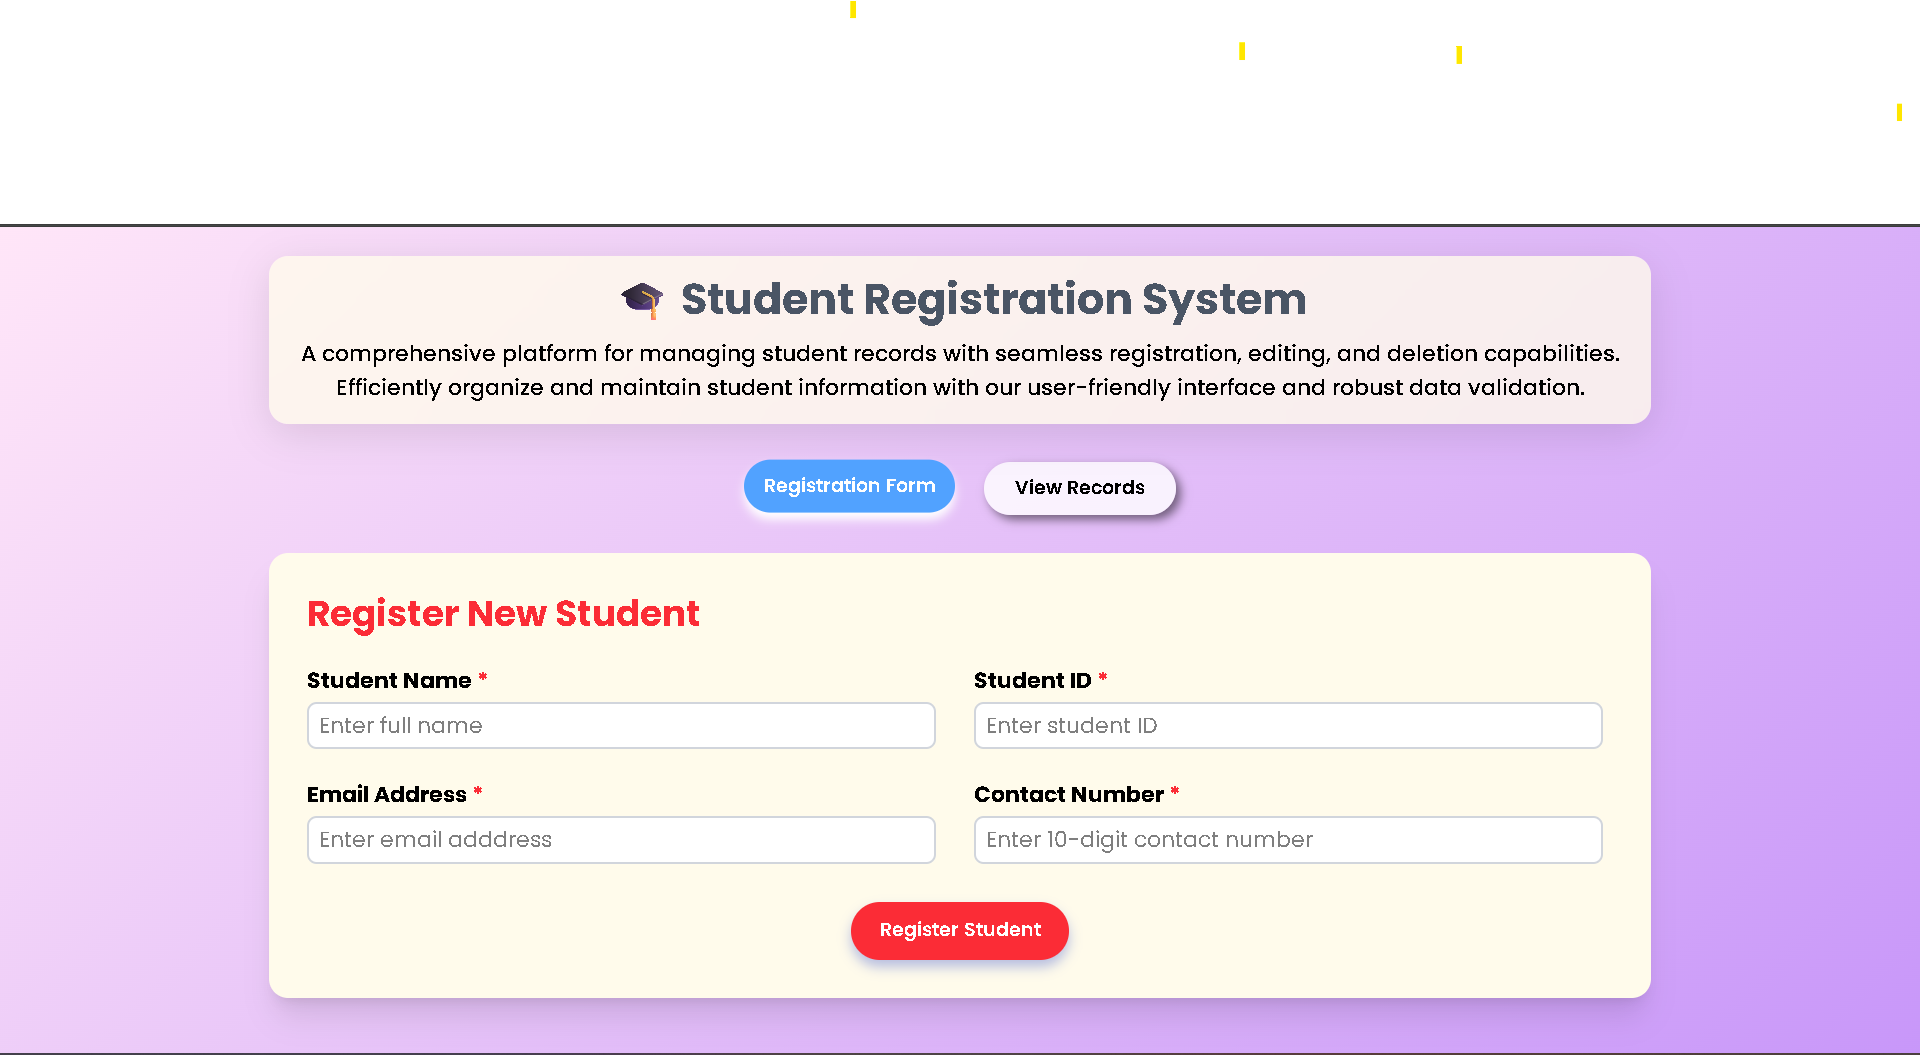 Student Registration System
A comprehensive platform for managing student records with seamless registration, editing, and deletion capabilities.
Efficiently organize and maintain student information with our user-friendly interface and robust data validation.
Registration Form
View Records
Register New Student
Student Name *
Student ID *
Enter full name
Enter student ID
Email Address *
Contact Number *
Enter email adddress
Enter 10-digit contact number
Register Student